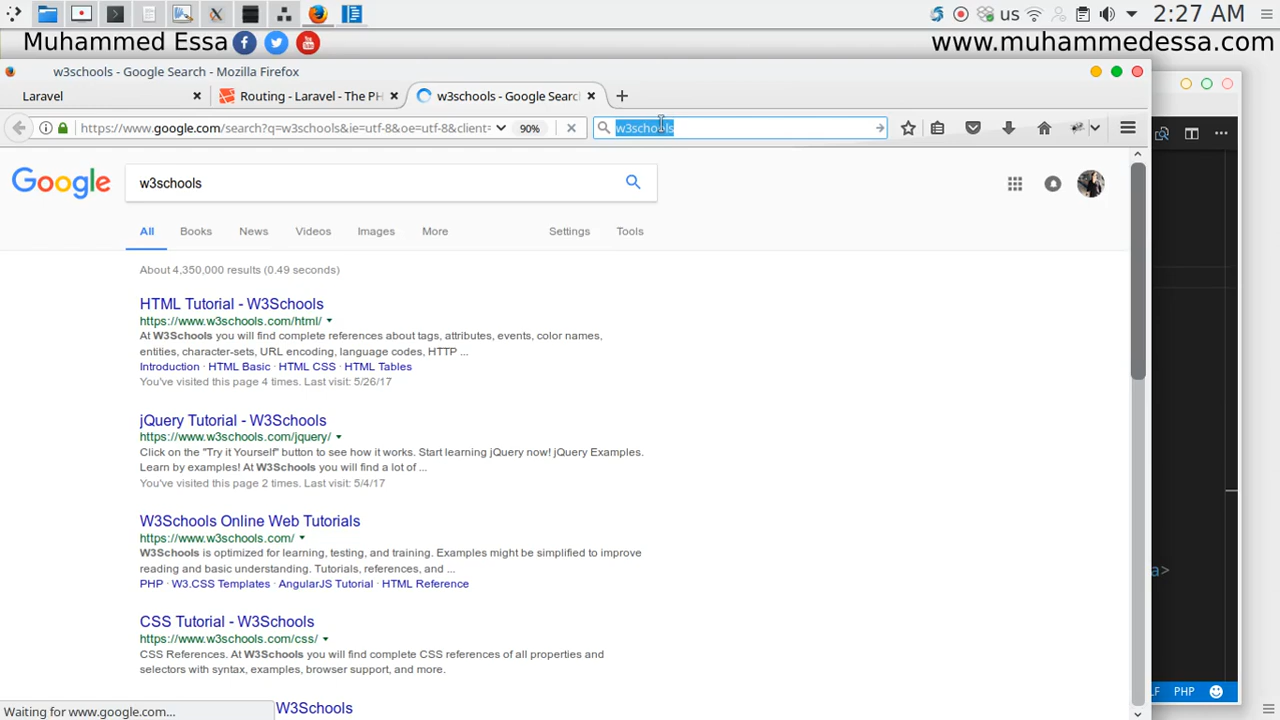 us
2:27 AM
Muhammed Essa
www.muhammedessa.com
w3schools - Google Search - Mozilla Firefox
Laravel
Routing - Laravel - The PH
w3schools - Google Searc
https://www.google.com/search?q=w3schools&ie=utf-8&oe=utf-8&client=
90%
w3schools
Google
w3schools
All Books News Videos Images More Settings Tools
About 4,350,000 results (0.49 seconds)
HTML Tutorial - W3Schools
https://www.w3schools.com/html/
At W3Schools you will find complete references about tags, attributes, events, color names,
entities, character-sets, URL encoding, language codes, HTTP ...
Introduction · HTML Basic · HTML CSS · HTML Tables
You've visited this page 4 times. Last visit: 5/26/17
jQuery Tutorial - W3Schools
https://www.w3schools.com/jquery/
Click on the "Try it Yourself" button to see how it works. Start learning jQuery now! jQuery Examples.
Learn by examples! At W3Schools you will find a lot of ...
You've visited this page 2 times. Last visit: 5/4/17
W3Schools Online Web Tutorials
https://www.w3schools.com/
W3Schools is optimized for learning, testing, and training. Examples might be simplified to improve
reading and basic understanding. Tutorials, references, and ...
PHP · W3.CSS Templates · AngularJS Tutorial · HTML Reference
a>
CSS Tutorial - W3Schools
https://www.w3schools.com/css/
CSS References. At W3Schools you will find complete CSS references of all properties and
selectors with syntax, examples, browser support, and more.
LF PHP
W3Schools
Waiting for www.google.com...